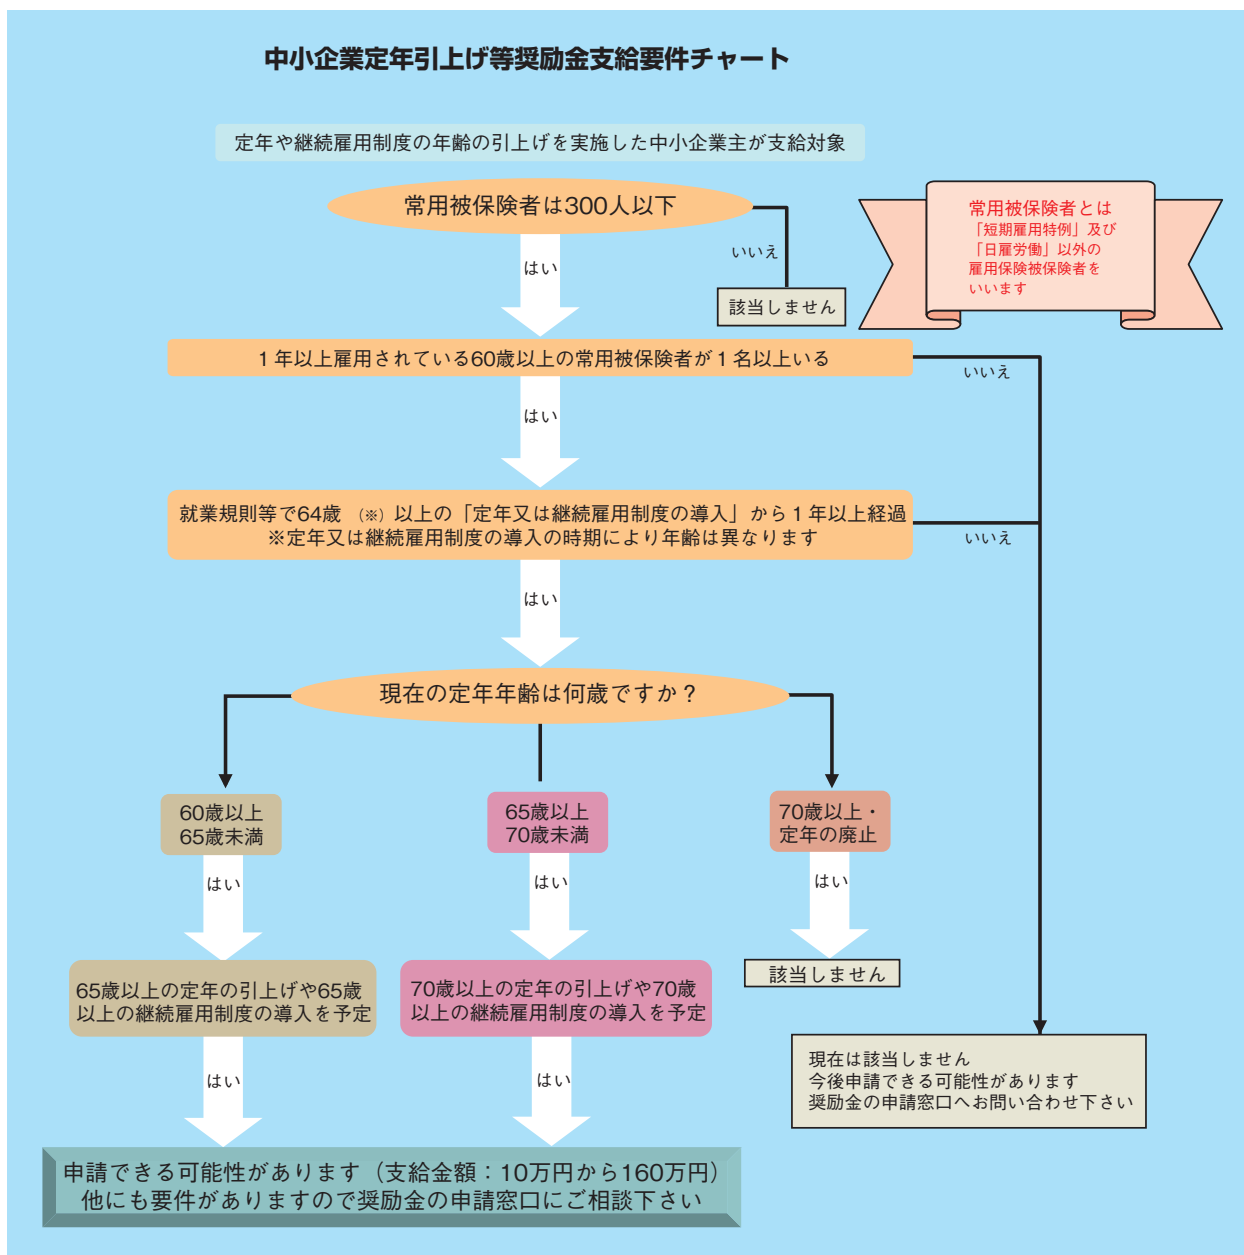 中小企業定年引上げ等奨励金支給要件チャート
定年や継続雇用制度の年齢の引上げを実施した中小企業主が支給対象
常用被保険者は300人以下
はい
いいえ
該当しません
常用被保険者とは
「短期雇用特例」及び
「日雇労働」以外の
雇用保険被保険者を
いいます
1年以上雇用されている60歳以上の常用被保険者が1名以上いる
いいえ
はい
就業規則等で64歳 (※) 以上の「定年又は継続雇用制度の導入」から1年以上経過
※定年又は継続雇用制度の導入の時期により年齢は異なります
いいえ
はい
現在の定年年齢は何歳ですか？
60歳以上
65歳未満
65歳以上
70歳未満
70歳以上・
定年の廃止
はい
はい
はい
65歳以上の定年の引上げや65歳
以上の継続雇用制度の導入を予定
70歳以上の定年の引上げや70歳
以上の継続雇用制度の導入を予定
該当しません
はい
はい
現在は該当しません
今後申請できる可能性があります
奨励金の申請窓口へお問い合わせ下さい
申請できる可能性があります（支給金額：10万円から160万円）
他にも要件がありますので奨励金の申請窓口にご相談下さい